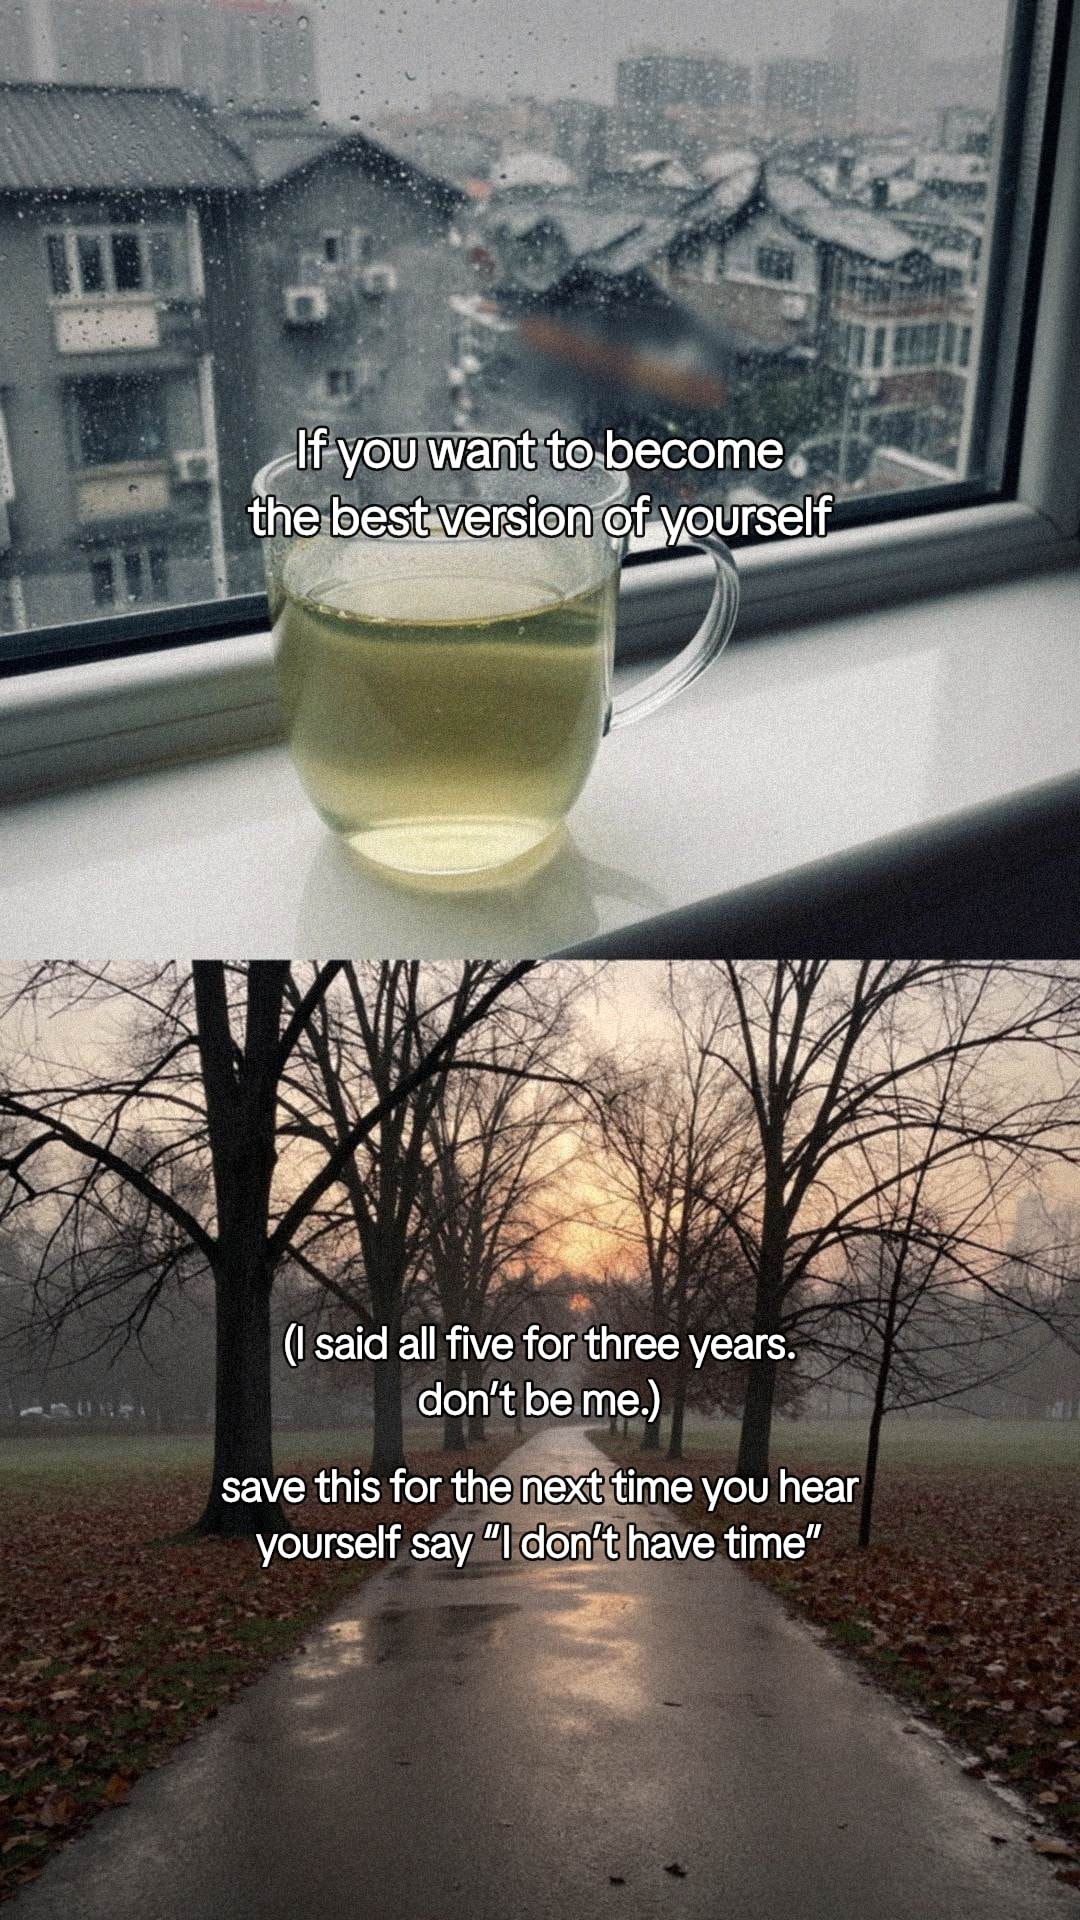 If you want to become
the best version of yourself
(I said all five for three years.
don't be me.)
save this for the next time you hear
yourself say "I don't have time"